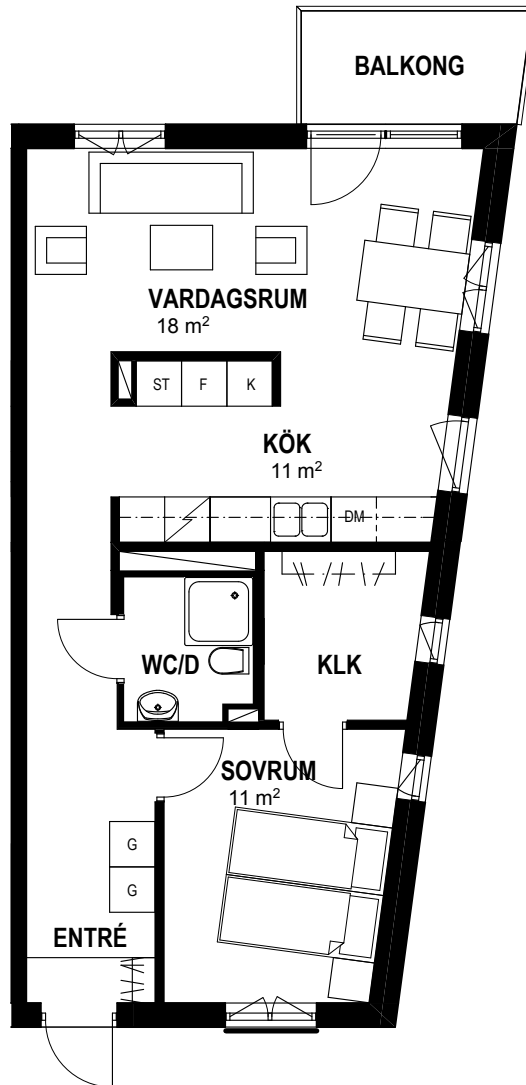 BALKONG
VARDAGSRUM
18 m²
ST F K
KÖK
11 m²
DM
WC/D
KLK
SOVRUM
11 m²
G
G
ENTRÉ